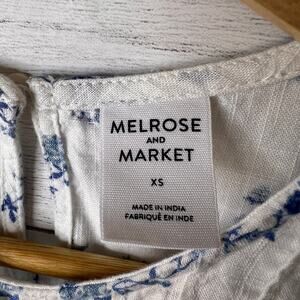 MELROSE
AND
MARKET
XS
MADE IN INDIA
FABRIQUÉ EN INDE